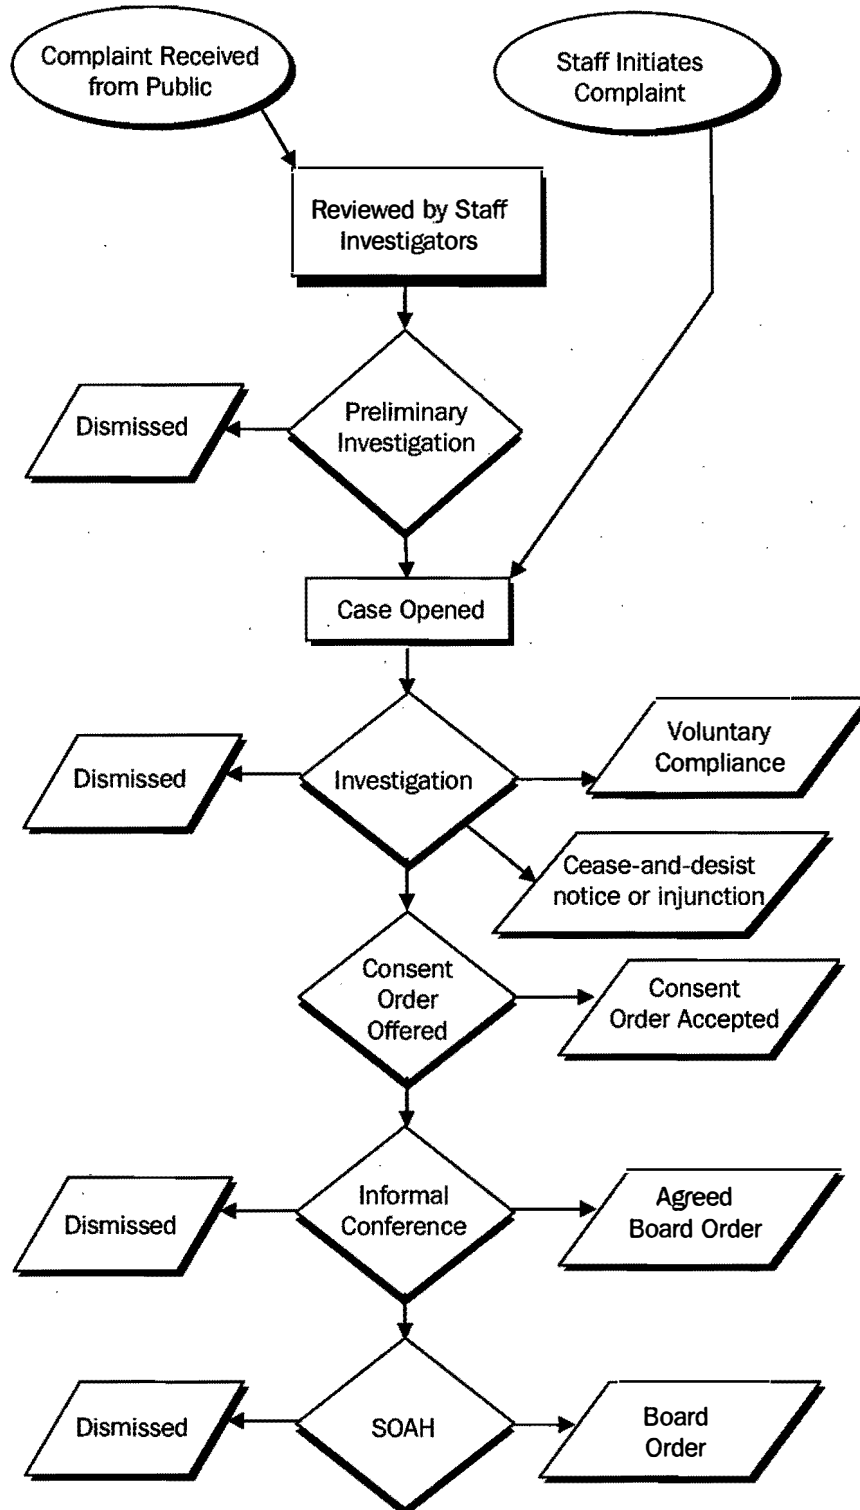 Complaint Received
from Public
Staff Initiates
Complaint
Reviewed by Staff
Investigators
Preliminary
Investigation
Dismissed
Case Opened
Dismissed
Investigation
Voluntary
Compliance
Cease-and-desist
notice or injunction
Consent
Order
Offered
Consent
Order Accepted
Dismissed
Informal
Conference
Agreed
Board Order
Dismissed
SOAH
Board
Order